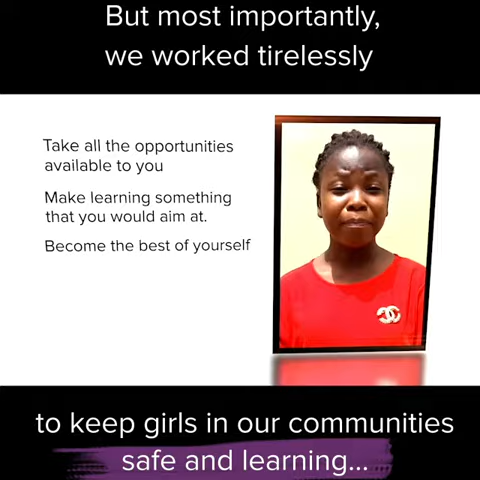 But most importantly,
we worked tirelessly
Take all the opportunities
available to you
Make learning something
that you would aim at.
Become the best of yourself
to keep girls in our communities
safe and learning...